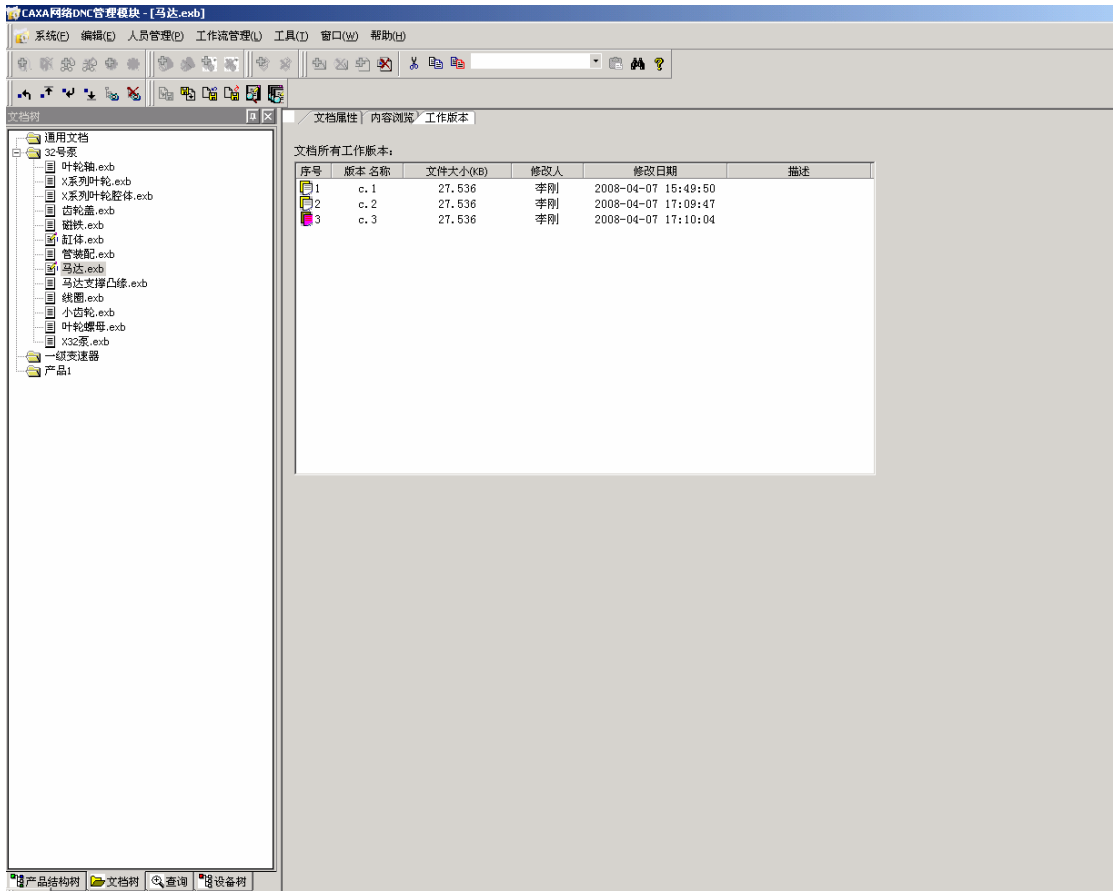 CAXA网络DNC管理模块 - [马达.exb]
系统(F) 编辑(E) 人员管理(P) 工作流管理(L) 工具(T) 窗口(W) 帮助(H)
文档树
文档属性 内容浏览 工作版本
通用文档
32号泵
叶轮轴.exb
X系列叶轮.exb
X系列叶轮腔体.exb
齿轮盖.exb
磁铁.exb
缸体.exb
管装配.exb
马达.exb
马达支撑凸缘.exb
线圈.exb
小齿轮.exb
叶轮螺母.exb
X32泵.exb
一级变速器
产品1
文档所有工作版本:
序号 版本 名称 文件大小(KB) 修改人 修改日期 描述
1 c.1 27.536 李刚 2008-04-07 15:49:50
2 c.2 27.536 李刚 2008-04-07 17:09:47
3 c.3 27.536 李刚 2008-04-07 17:10:04
产品结构树 文档树 查询 设备树